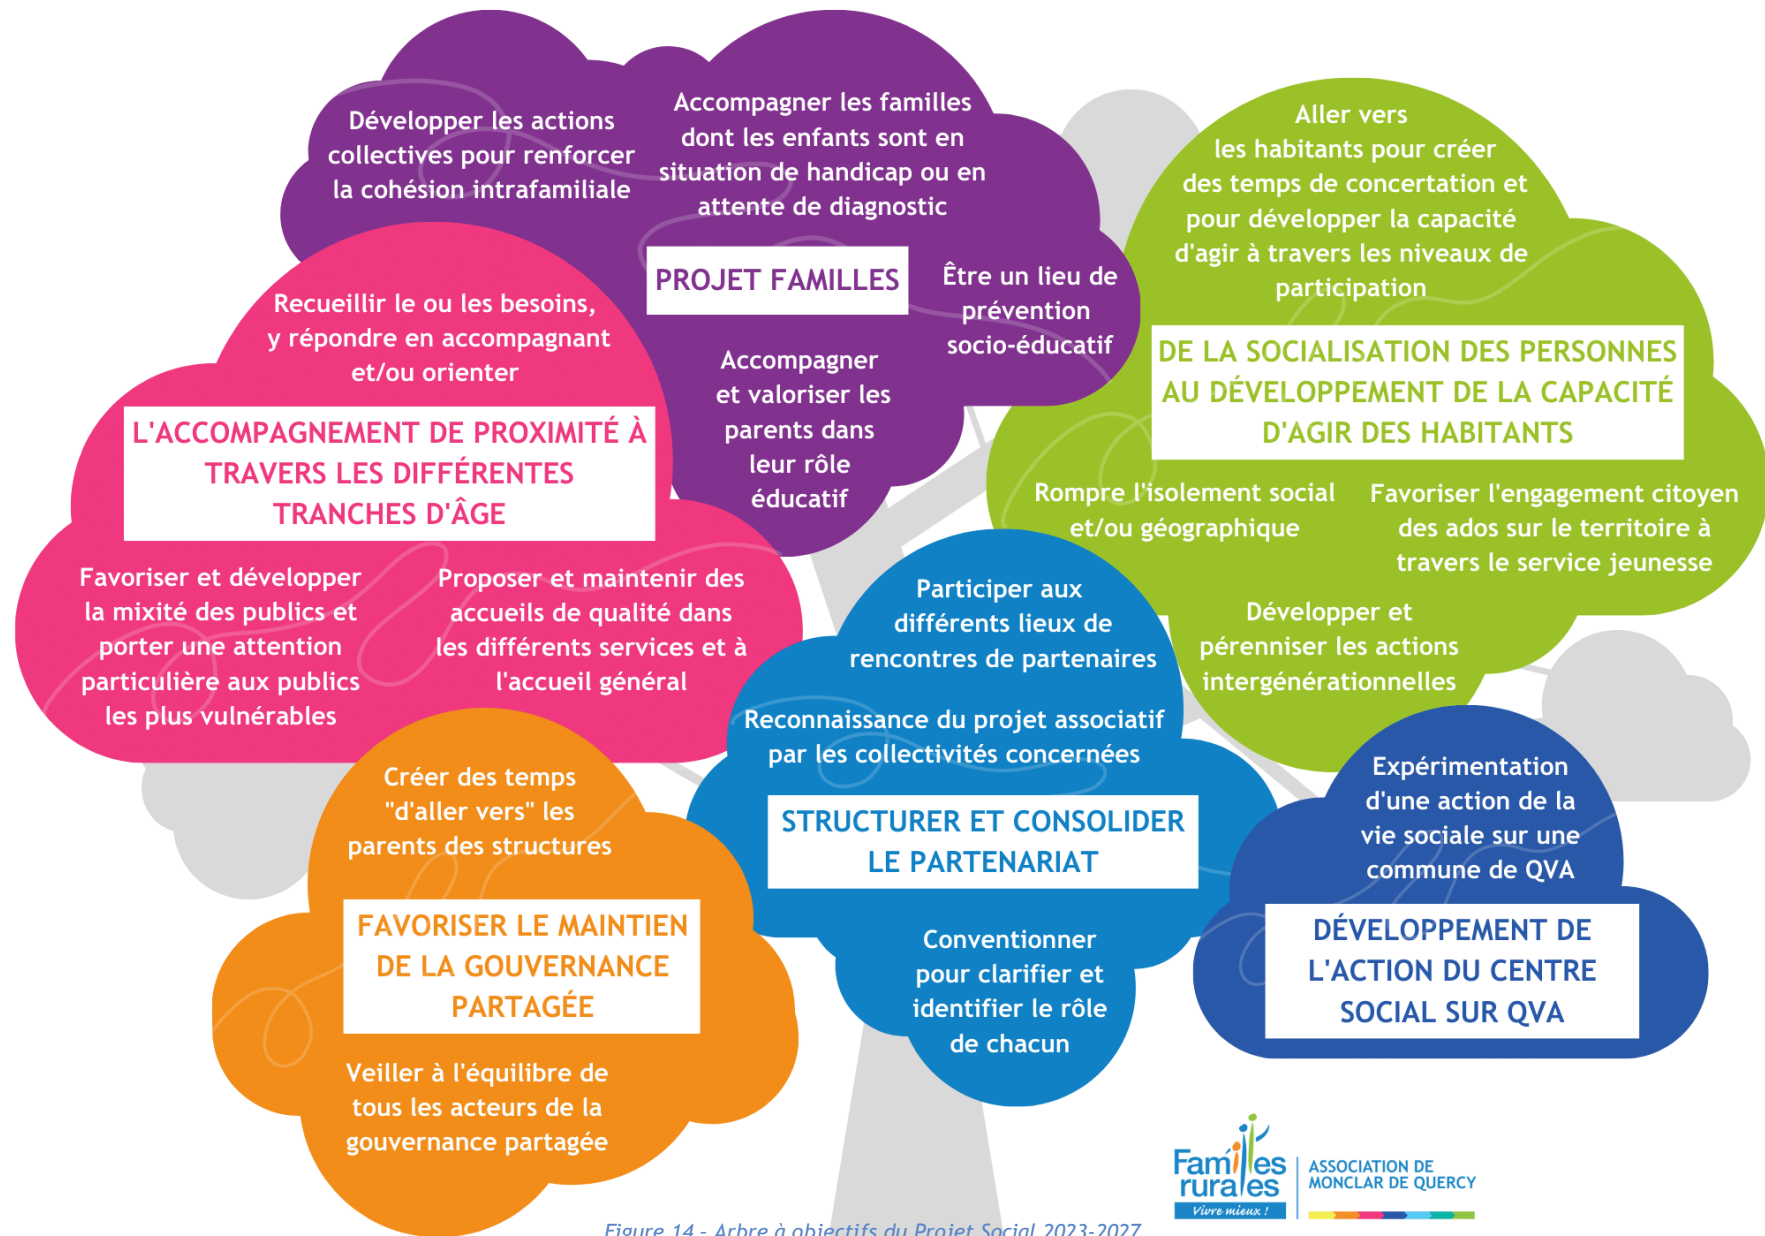 Développer les actions
collectives pour renforcer
la cohésion intrafamiliale
Accompagner les familles
dont les enfants sont en
situation de handicap ou en
attente de diagnostic
PROJET FAMILLES
Être un lieu de
prévention
socio-éducatif
Accompagner
et valoriser les
parents dans
leur rôle
éducatif
Aller vers
les habitants pour créer
des temps de concertation et
pour développer la capacité
d'agir à travers les niveaux de
participation
DE LA SOCIALISATION DES PERSONNES
AU DÉVELOPPEMENT DE LA CAPACITÉ
D'AGIR DES HABITANTS
Rompre l'isolement social
et/ou géographique
Favoriser l'engagement citoyen
des ados sur le territoire à
travers le service jeunesse
Développer et
pérenniser les actions
intergénérationnelles
Recueillir le ou les besoins,
y répondre en accompagnant
et/ou orienter
L'ACCOMPAGNEMENT DE PROXIMITÉ À
TRAVERS LES DIFFÉRENTES
TRANCHES D'ÂGE
Favoriser et développer
la mixité des publics et
porter une attention
particulière aux publics
les plus vulnérables
Proposer et maintenir des
accueils de qualité dans
les différents services et à
l'accueil général
Participer aux
différents lieux de
rencontres de partenaires
Reconnaissance du projet associatif
par les collectivités concernées
STRUCTURER ET CONSOLIDER
LE PARTENARIAT
Conventionner
pour clarifier et
identifier le rôle
de chacun
Créer des temps
"d'aller vers" les
parents des structures
FAVORISER LE MAINTIEN
DE LA GOUVERNANCE
PARTAGÉE
Veiller à l'équilibre de
tous les acteurs de la
gouvernance partagée
Expérimentation
d'une action de la
vie sociale sur une
commune de QVA
DÉVELOPPEMENT DE
L'ACTION DU CENTRE
SOCIAL SUR QVA
Familles
rurales
Vivre mieux !
ASSOCIATION DE
MONCLAR DE QUERCY
Figure 14 – Arbre à objectifs du Projet Social 2023-2027